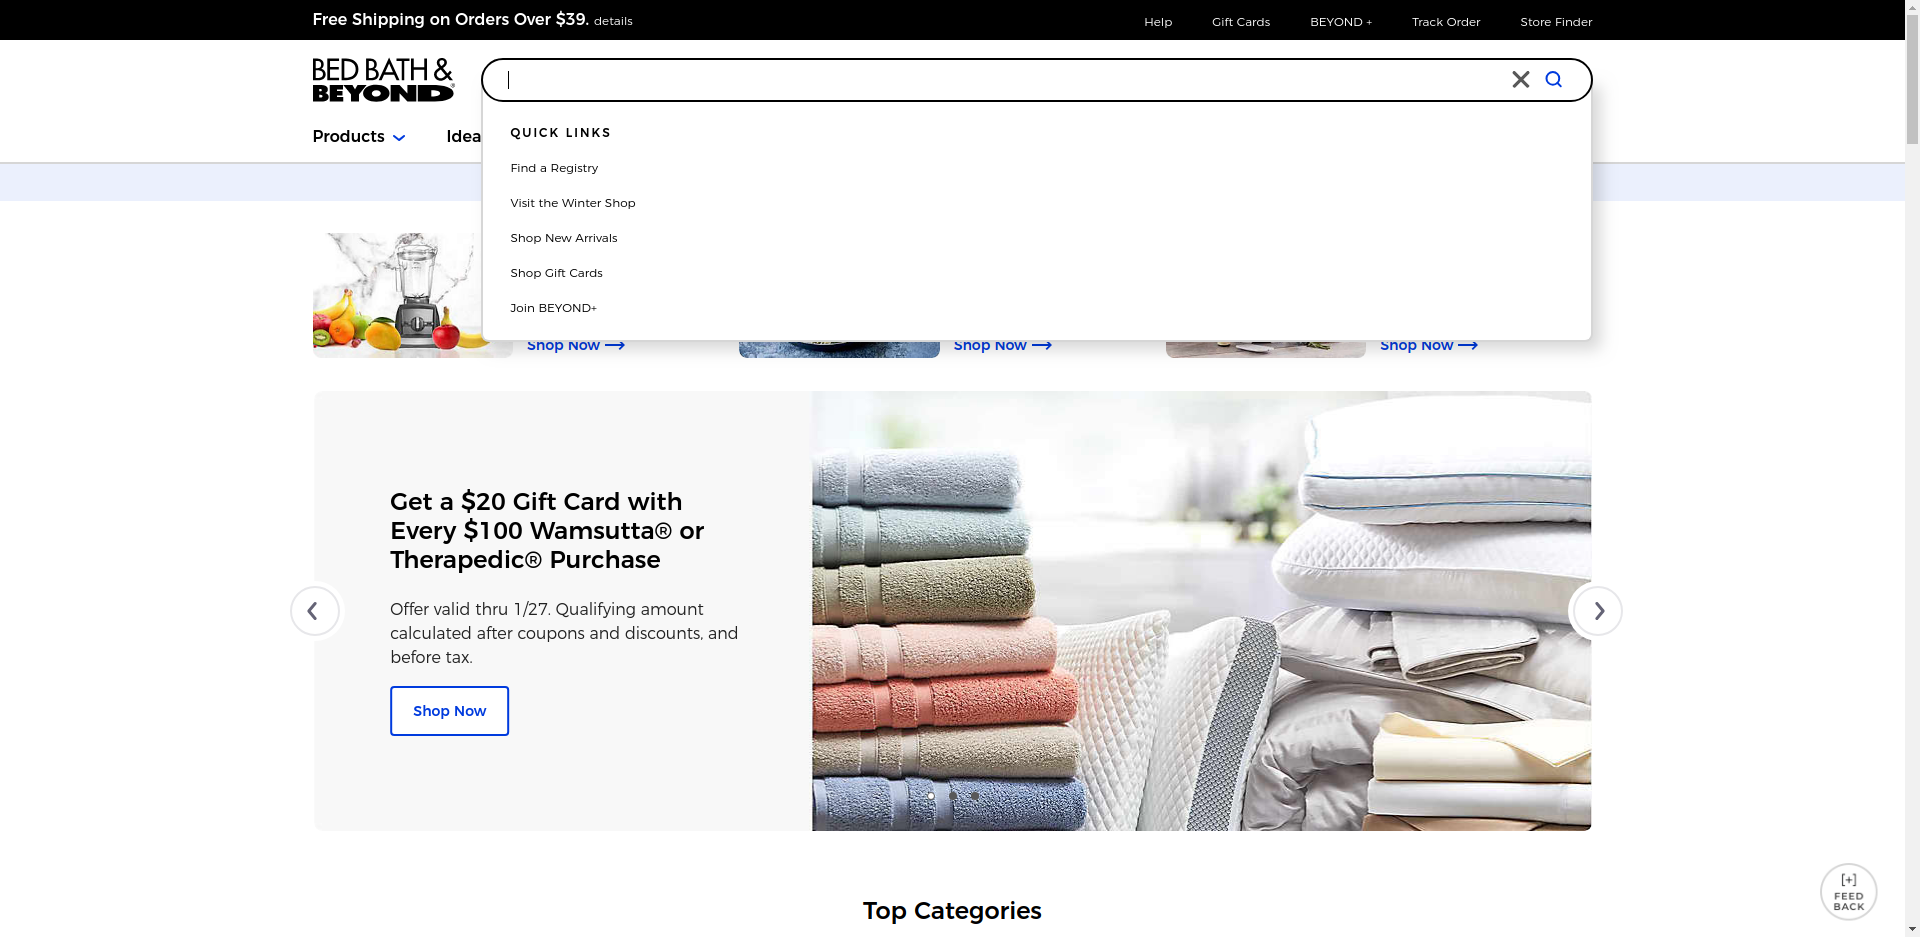 Free Shipping on Orders Over $39. details
Help
Gift Cards
BEYOND +
Track Order
Store Finder
BED BATH &
BEYOND
Products
Idea
QUICK LINKS
Find a Registry
Visit the Winter Shop
Shop New Arrivals
Shop Gift Cards
Join BEYOND+
Shop Now
Shop Now
Shop Now
Get a $20 Gift Card with
Every $100 Wamsutta® or
Therapedic® Purchase
Offer valid thru 1/27. Qualifying amount
calculated after coupons and discounts, and
before tax.
Shop Now
Top Categories
[+]
FEED
BACK